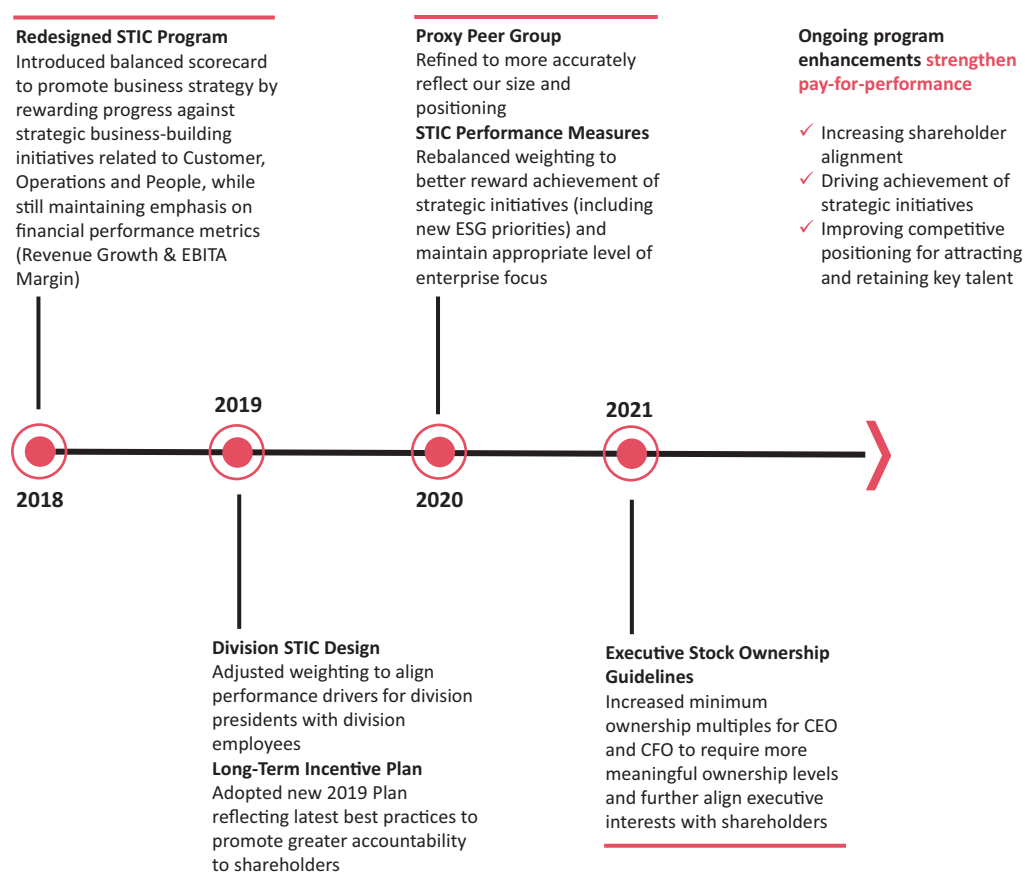 Redesigned STIC Program
Introduced balanced scorecard
to promote business strategy by
rewarding progress against
strategic business-building
initiatives related to Customer,
Operations and People, while
still maintaining emphasis on
financial performance metrics
(Revenue Growth & EBITA
Margin)
Proxy Peer Group
Refined to more accurately
reflect our size and
positioning
STIC Performance Measures
Rebalanced weighting to
better reward achievement of
strategic initiatives (including
new ESG priorities) and
maintain appropriate level of
enterprise focus
Ongoing program
enhancements strengthen
pay-for-performance
✓ Increasing shareholder
alignment
✓ Driving achievement of
strategic initiatives
✓ Improving competitive
positioning for attracting
and retaining key talent
2018
2019
2020
2021
Division STIC Design
Adjusted weighting to align
performance drivers for division
presidents with division
employees
Long-Term Incentive Plan
Adopted new 2019 Plan
reflecting latest best practices to
promote greater accountability
to shareholders
Executive Stock Ownership
Guidelines
Increased minimum
ownership multiples for CEO
and CFO to require more
meaningful ownership levels
and further align executive
interests with shareholders